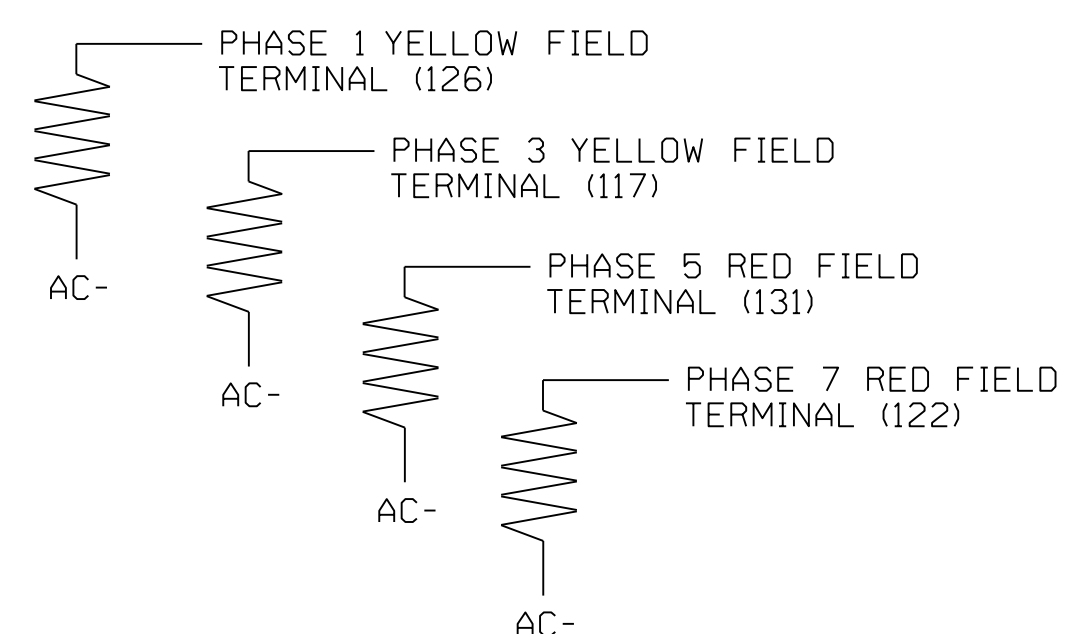 PHASE 1 YELLOW FIELD
TERMINAL (126)
AC-
PHASE 3 YELLOW FIELD
TERMINAL (117)
AC-
PHASE 5 RED FIELD
TERMINAL (131)
AC-
PHASE 7 RED FIELD
TERMINAL (122)
AC-